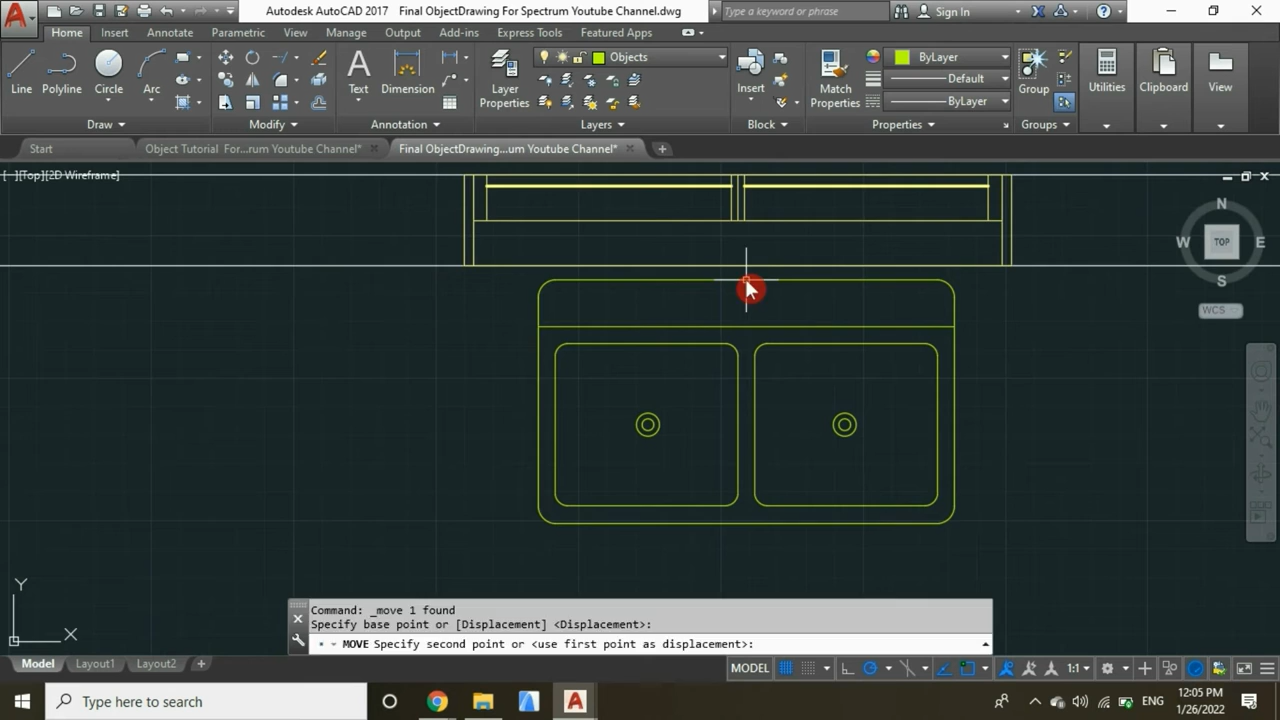 Autodesk AutoCAD 2017 Final ObjectDrawing For Spectrum Youtube Channel.dwg
Type a keyword or phrase
Sign In
Home Insert Annotate Parametric View Manage Output Add-ins Express Tools Featured Apps
Objects
ByLayer
Default
ByLayer
Line Polyline Circle Arc Text Dimension Layer Properties Insert Match Properties Group Utilities Clipboard View
Draw Modify Annotation Layers Block Properties Groups
Start Object Tutorial For...rum Youtube Channel* Final ObjectDrawing...um Youtube Channel*
[-][Top][2D Wireframe]
N
W TOP E
S
WCS
Y
X
Command: _move 1 found
Specify base point or [Displacement] <Displacement>:
MOVE Specify second point or <use first point as displacement>:
Model Layout1 Layout2 MODEL 1:1
Type here to search
ENG
12:05 PM
1/26/2022